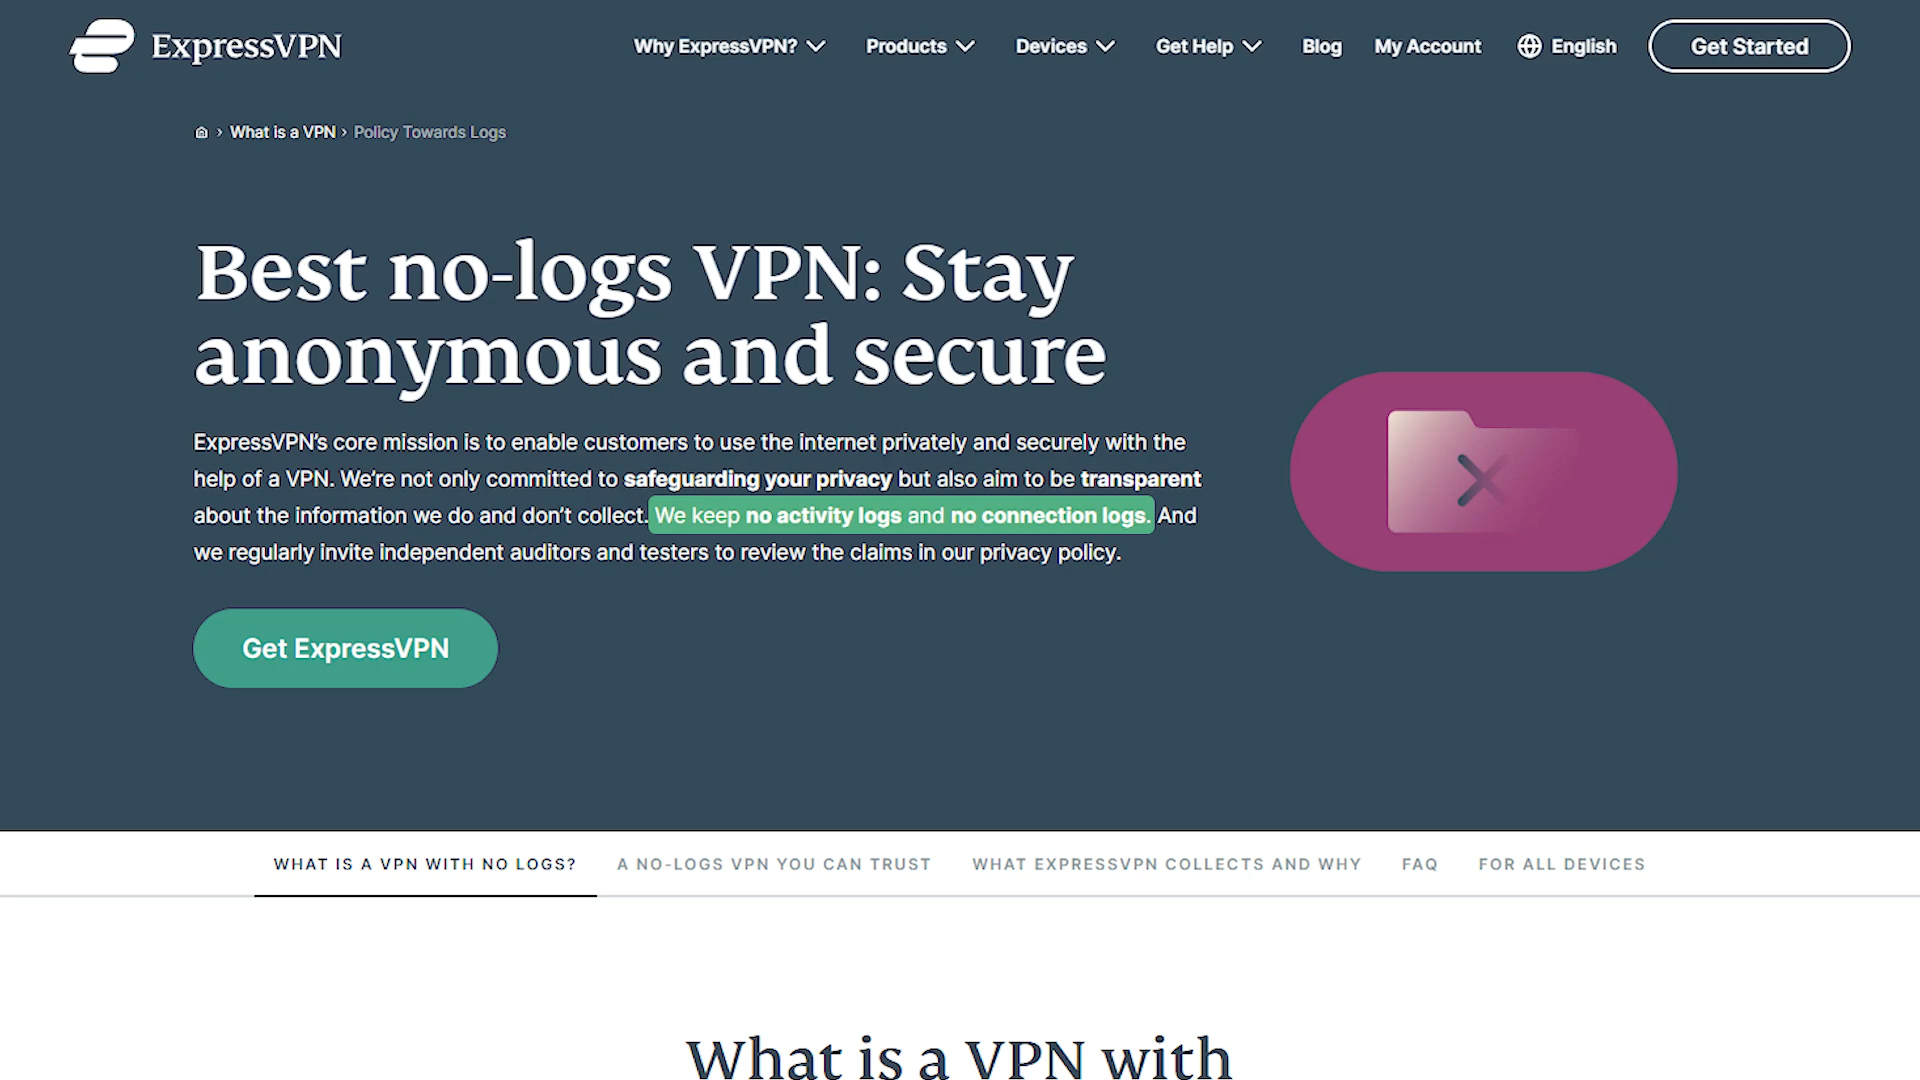 ExpressVPN
Why ExpressVPN? Products Devices Get Help Blog My Account English Get Started
What is a VPN › Policy Towards Logs
Best no-logs VPN: Stay
anonymous and secure
ExpressVPN’s core mission is to enable customers to use the internet privately and securely with the
help of a VPN. We’re not only committed to safeguarding your privacy but also aim to be transparent
about the information we do and don’t collect. We keep no activity logs and no connection logs. And
we regularly invite independent auditors and testers to review the claims in our privacy policy.
Get ExpressVPN
WHAT IS A VPN WITH NO LOGS? A NO-LOGS VPN YOU CAN TRUST WHAT EXPRESSVPN COLLECTS AND WHY FAQ FOR ALL DEVICES
What is a VPN with